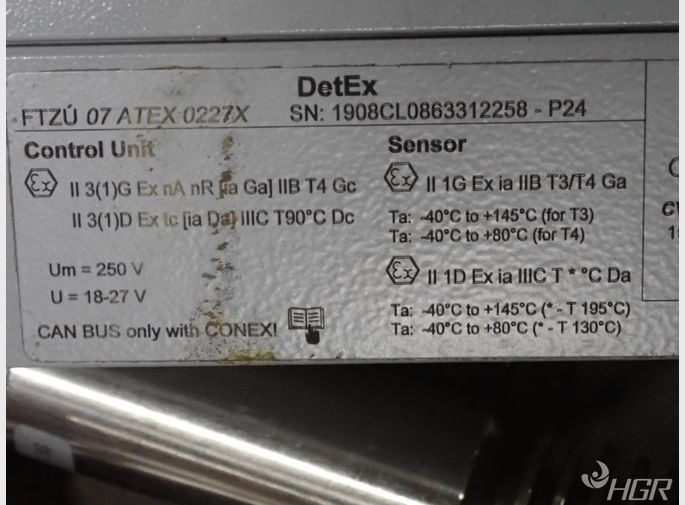 DetEx
FTZÚ 07 ATEX 0227X SN: 1908CL0863312258 - P24
Control Unit
Ex II 3(1)G Ex nA nR [ia Ga] IIB T4 Gc
II 3(1)D Ex tc [ia Da] IIIC T90°C Dc
Um = 250 V
U = 18-27 V
CAN BUS only with CONEX!
Sensor
Ex II 1G Ex ia IIB T3/T4 Ga
Ta: -40°C to +145°C (for T3)
Ta: -40°C to +80°C (for T4)
Ex II 1D Ex ia IIIC T * °C Da
Ta: -40°C to +145°C (* - T 195°C)
Ta: -40°C to +80°C (* - T 130°C)
HGR